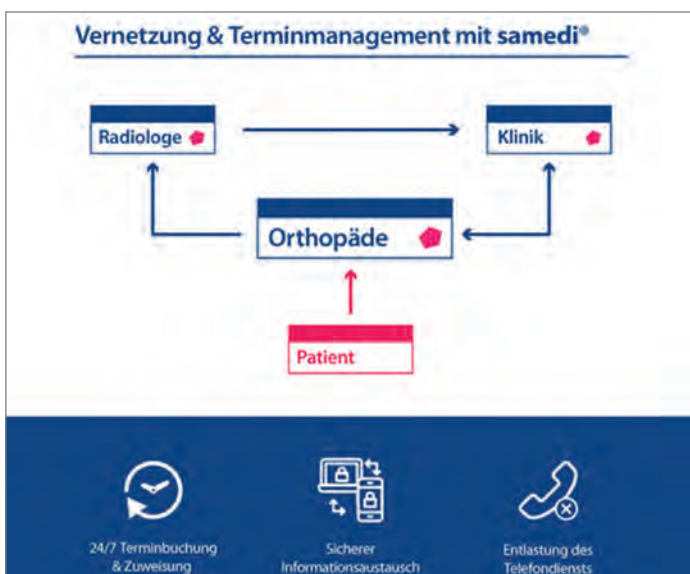 Vernetzung & Terminmanagement mit samedi®
Radiologe
Klinik
Orthopäde
Patient
24/7 Terminbuchung
& Zuweisung
Sicherer
Informationsaustausch
Entlastung des
Telefondiensts